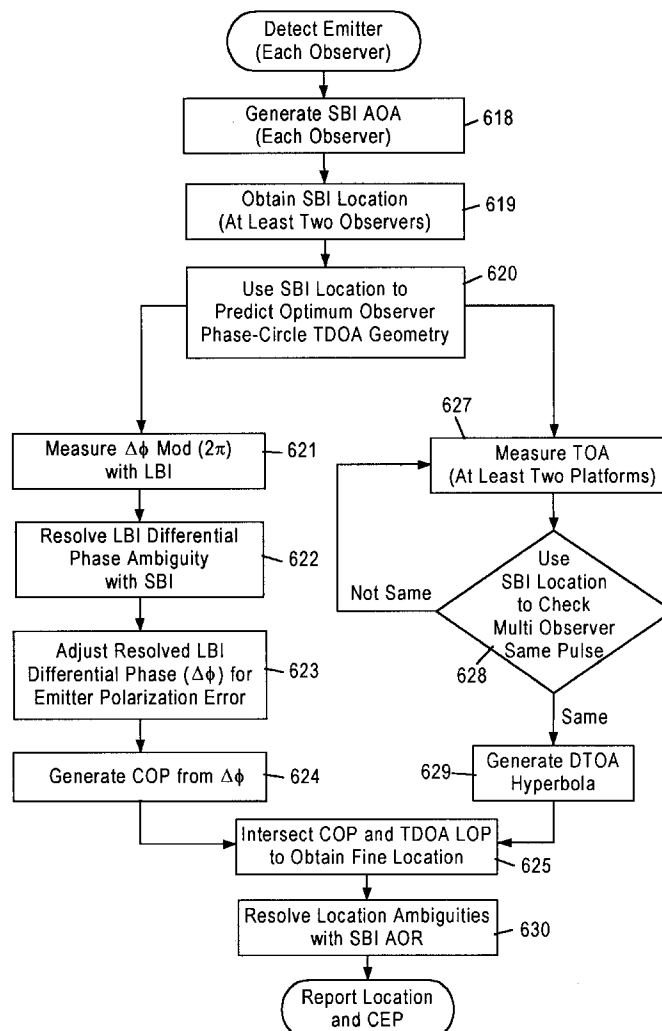 Detect Emitter
(Each Observer)
Generate SBI AOA
(Each Observer)
618
Obtain SBI Location
(At Least Two Observers)
619
620
Use SBI Location to
Predict Optimum Observer
Phase-Circle TDOA Geometry
Measure Δϕ Mod (2π)
with LBI
621
Resolve LBI Differential
Phase Ambiguity
with SBI
622
Adjust Resolved LBI
Differential Phase (Δϕ) for
Emitter Polarization Error
623
Generate COP from Δϕ
624
627
Measure TOA
(At Least Two Platforms)
Use
SBI Location
to Check
Multi Observer
Same Pulse
628
Not Same
Same
629
Generate DTOA
Hyperbola
Intersect COP and TDOA LOP
to Obtain Fine Location
625
Resolve Location Ambiguities
with SBI AOR
630
Report Location
and CEP